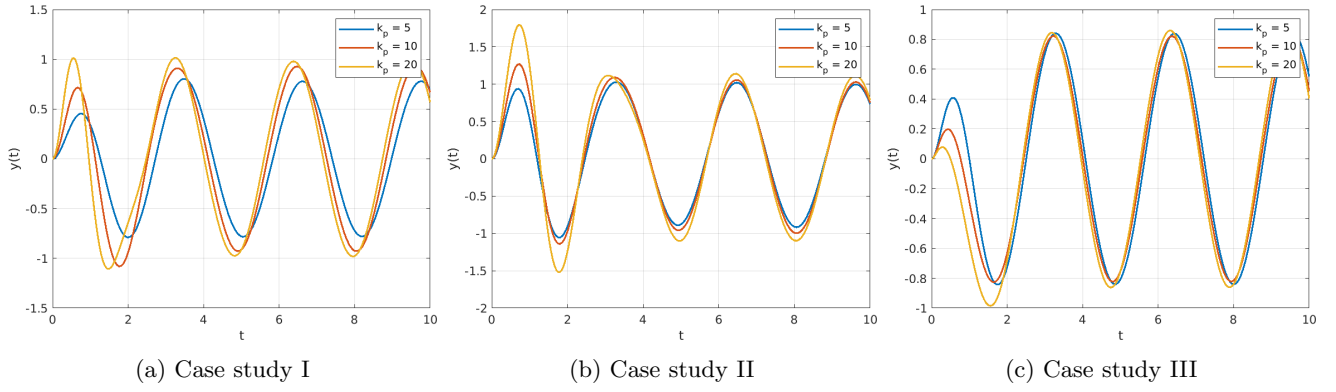 1.5
1
0.5
0
-0.5
-1
-1.5
0 2 4 6 8 10
y(t)
t
k_p = 5
k_p = 10
k_p = 20
(a) Case study I
2
1.5
1
0.5
0
-0.5
-1
-1.5
-2
0 2 4 6 8 10
y(t)
t
k_p = 5
k_p = 10
k_p = 20
(b) Case study II
1
0.8
0.6
0.4
0.2
0
-0.2
-0.4
-0.6
-0.8
-1
0 2 4 6 8 10
y(t)
t
k_p = 5
k_p = 10
k_p = 20
(c) Case study III